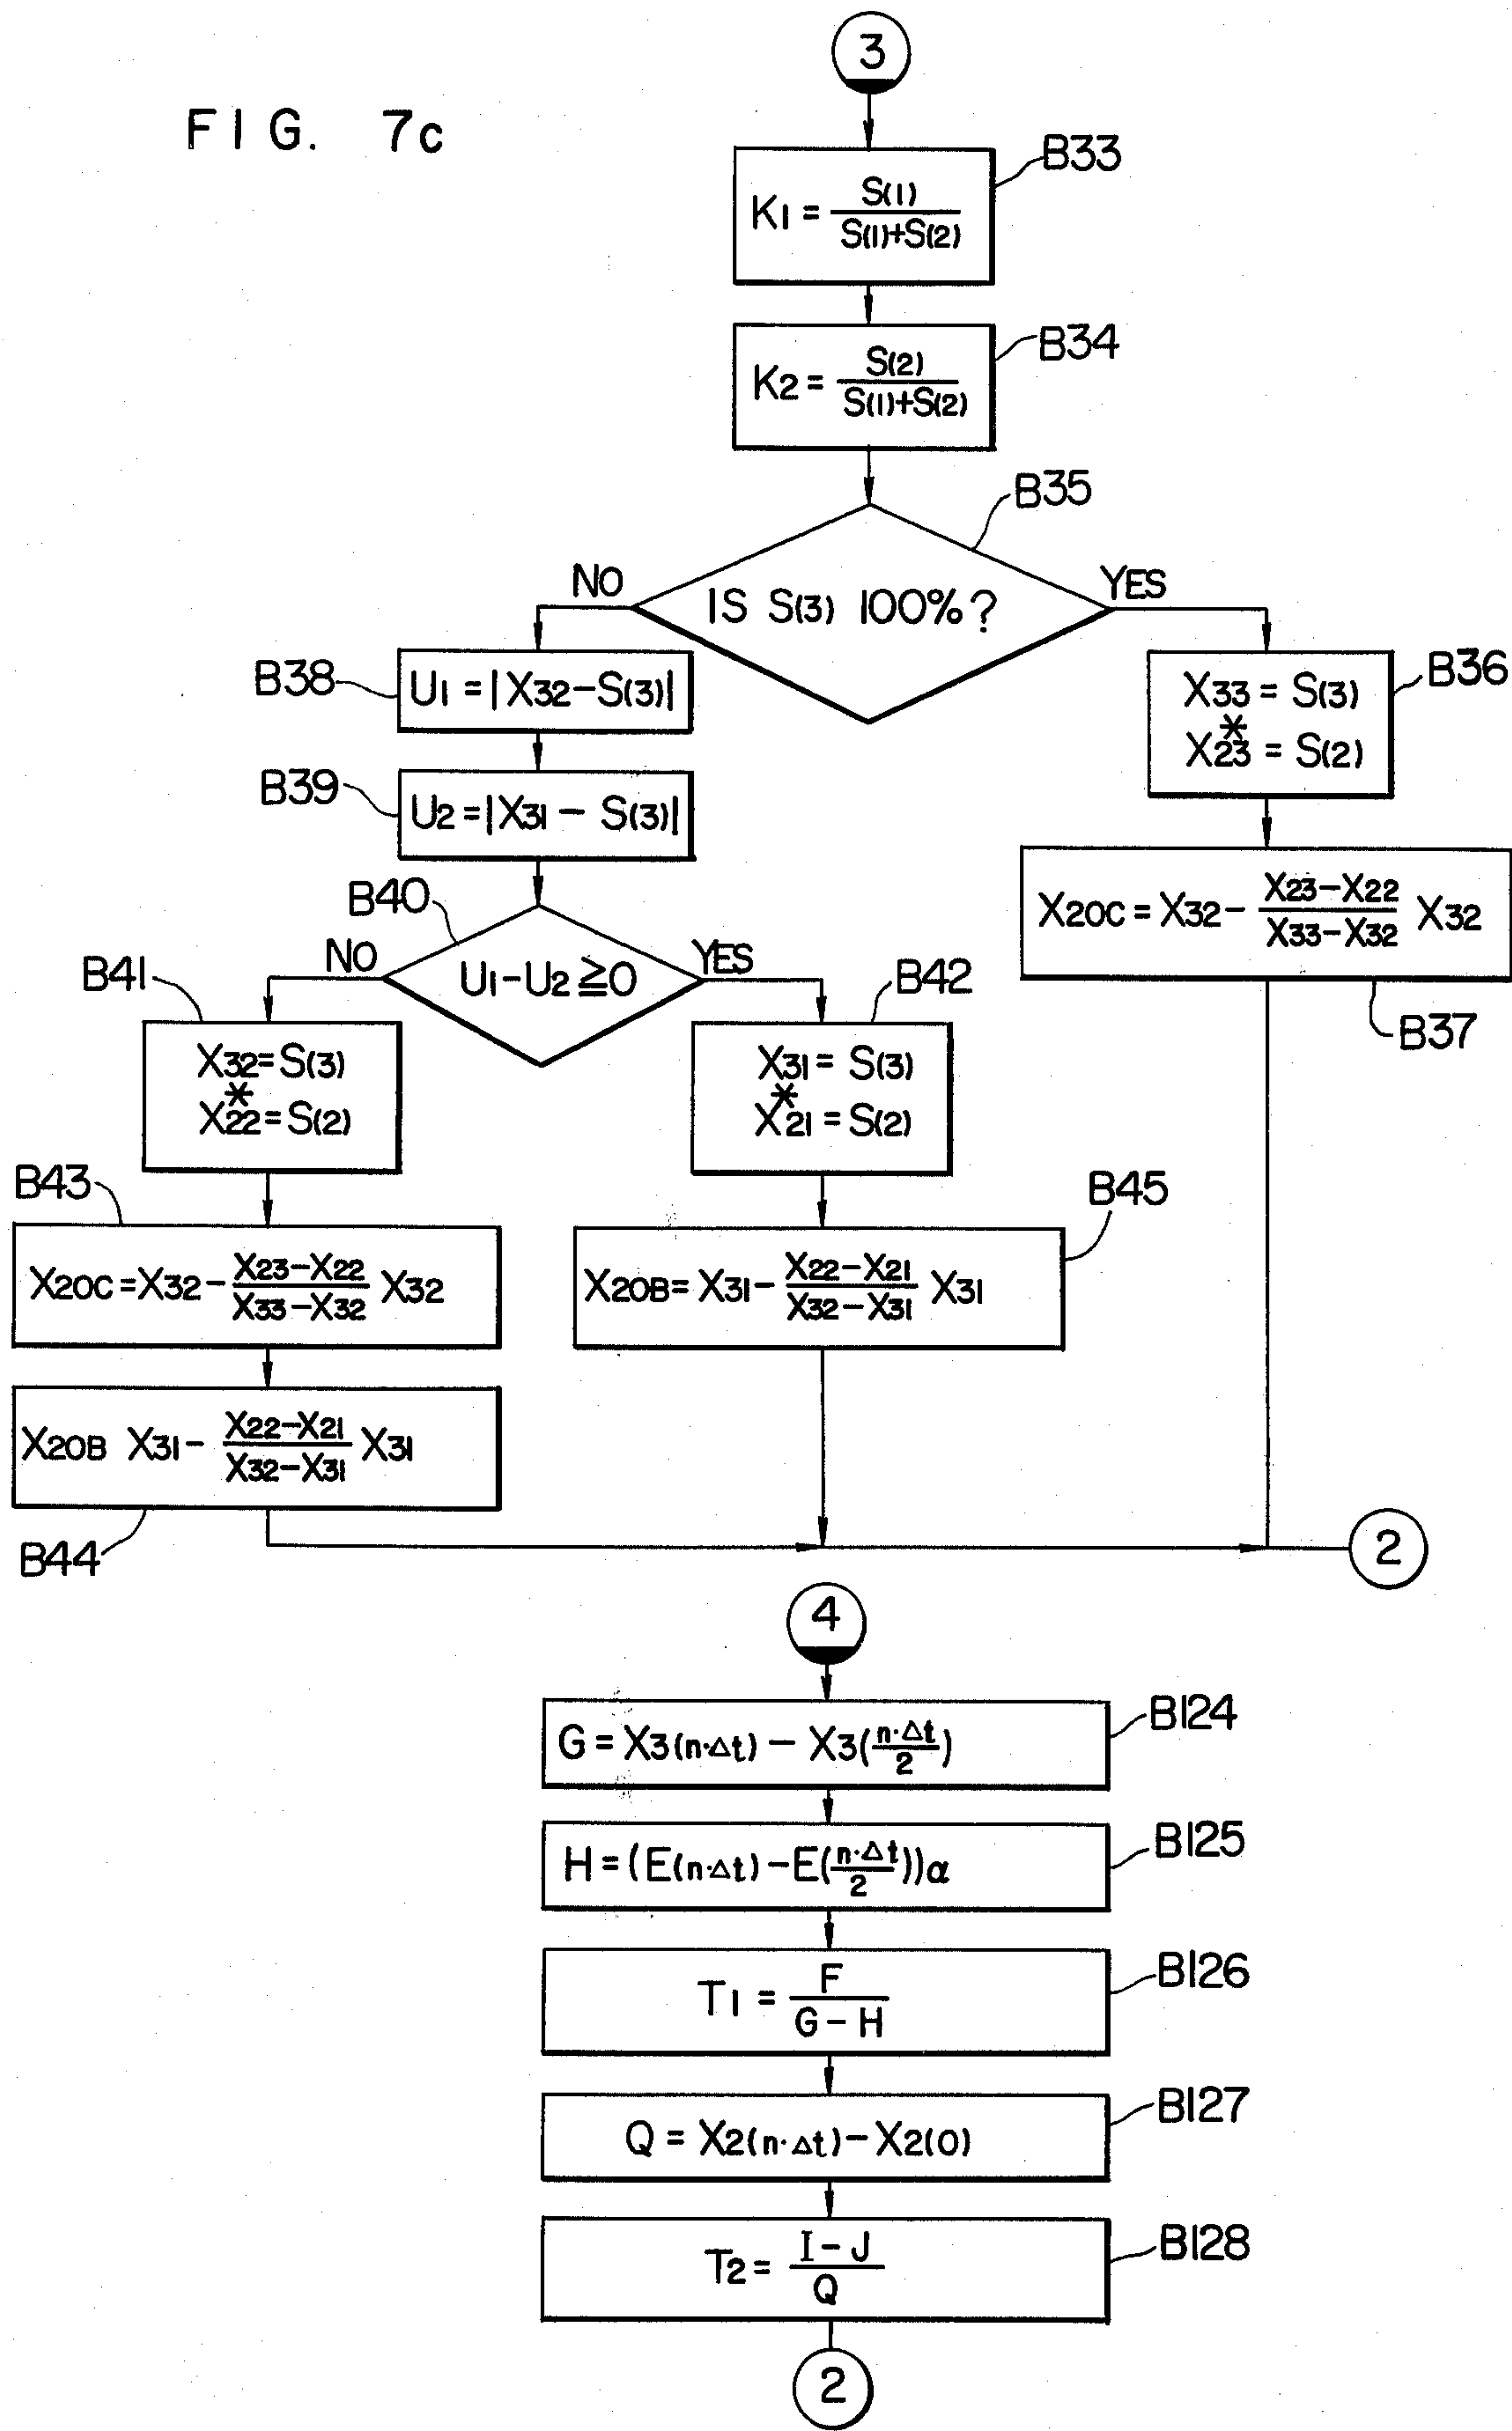 3
FIG. 7c
B33
K1 = S(1) / S(1)+S(2)
B34
K2 = S(2) / S(1)+S(2)
B35
IS S(3) 100%?
NO
YES
B38
U1 = |X32-S(3)|
B36
X33 = S(3)
X*23 = S(2)
B39
U2 = |X31 - S(3)|
X20C = X32 - X23-X22 / X33-X32 X32
B37
B40
U1-U2 ≧ 0
NO
YES
B41
X32 = S(3)
X*22 = S(2)
B42
X31 = S(3)
X*21 = S(2)
B43
X20C = X32 - X23-X22 / X33-X32 X32
B45
X20B = X31 - X22-X21 / X32-X31 X31
X20B X31 - X22-X21 / X32-X31 X31
B44
2
4
B124
G = X3(n·Δt) - X3(n·Δt / 2)
B125
H = (E(n·Δt) - E(n·Δt / 2))α
B126
T1 = F / G - H
B127
Q = X2(n·Δt) - X2(0)
B128
T2 = I - J / Q
2